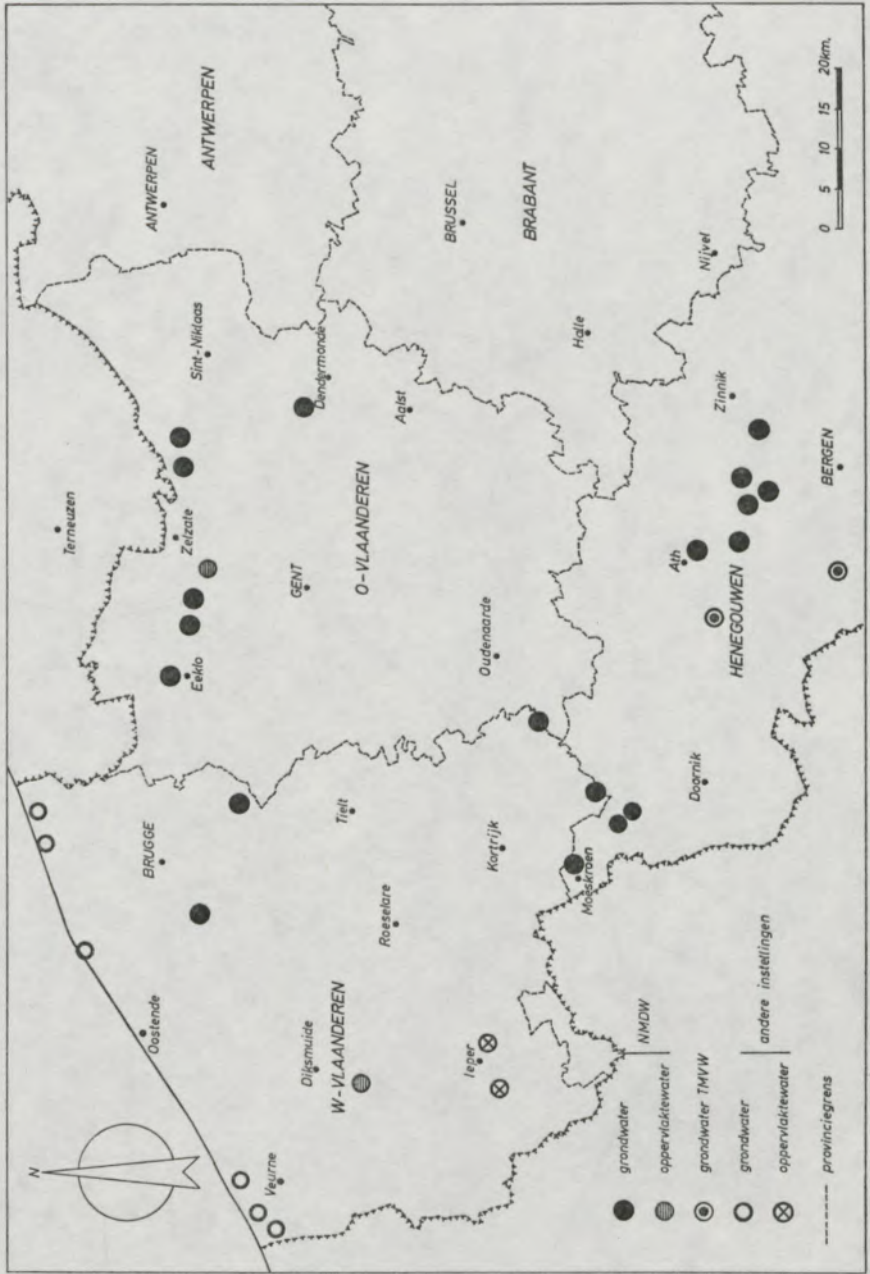 N
Terneuzen
ANTWERPEN
ANTWERPEN
Oostende
BRUGGE
Eeklo
Zelzate
Sint-Niklaas
Veurne
Diksmuide
W-VLAANDEREN
Tielt
GENT
O-VLAANDEREN
Dendermonde
Aalst
Roeselare
BRUSSEL
BRABANT
Ieper
Kortrijk
Oudenaarde
Moeskroen
Halle
Doornik
Ath
HENEGOUWEN
Zinnik
Nijvel
BERGEN
grondwater
oppervlaktewater
NMDW
grondwater TMVW
grondwater
oppervlaktewater
andere instellingen
provinciegrens
0 5 10 15 20km.